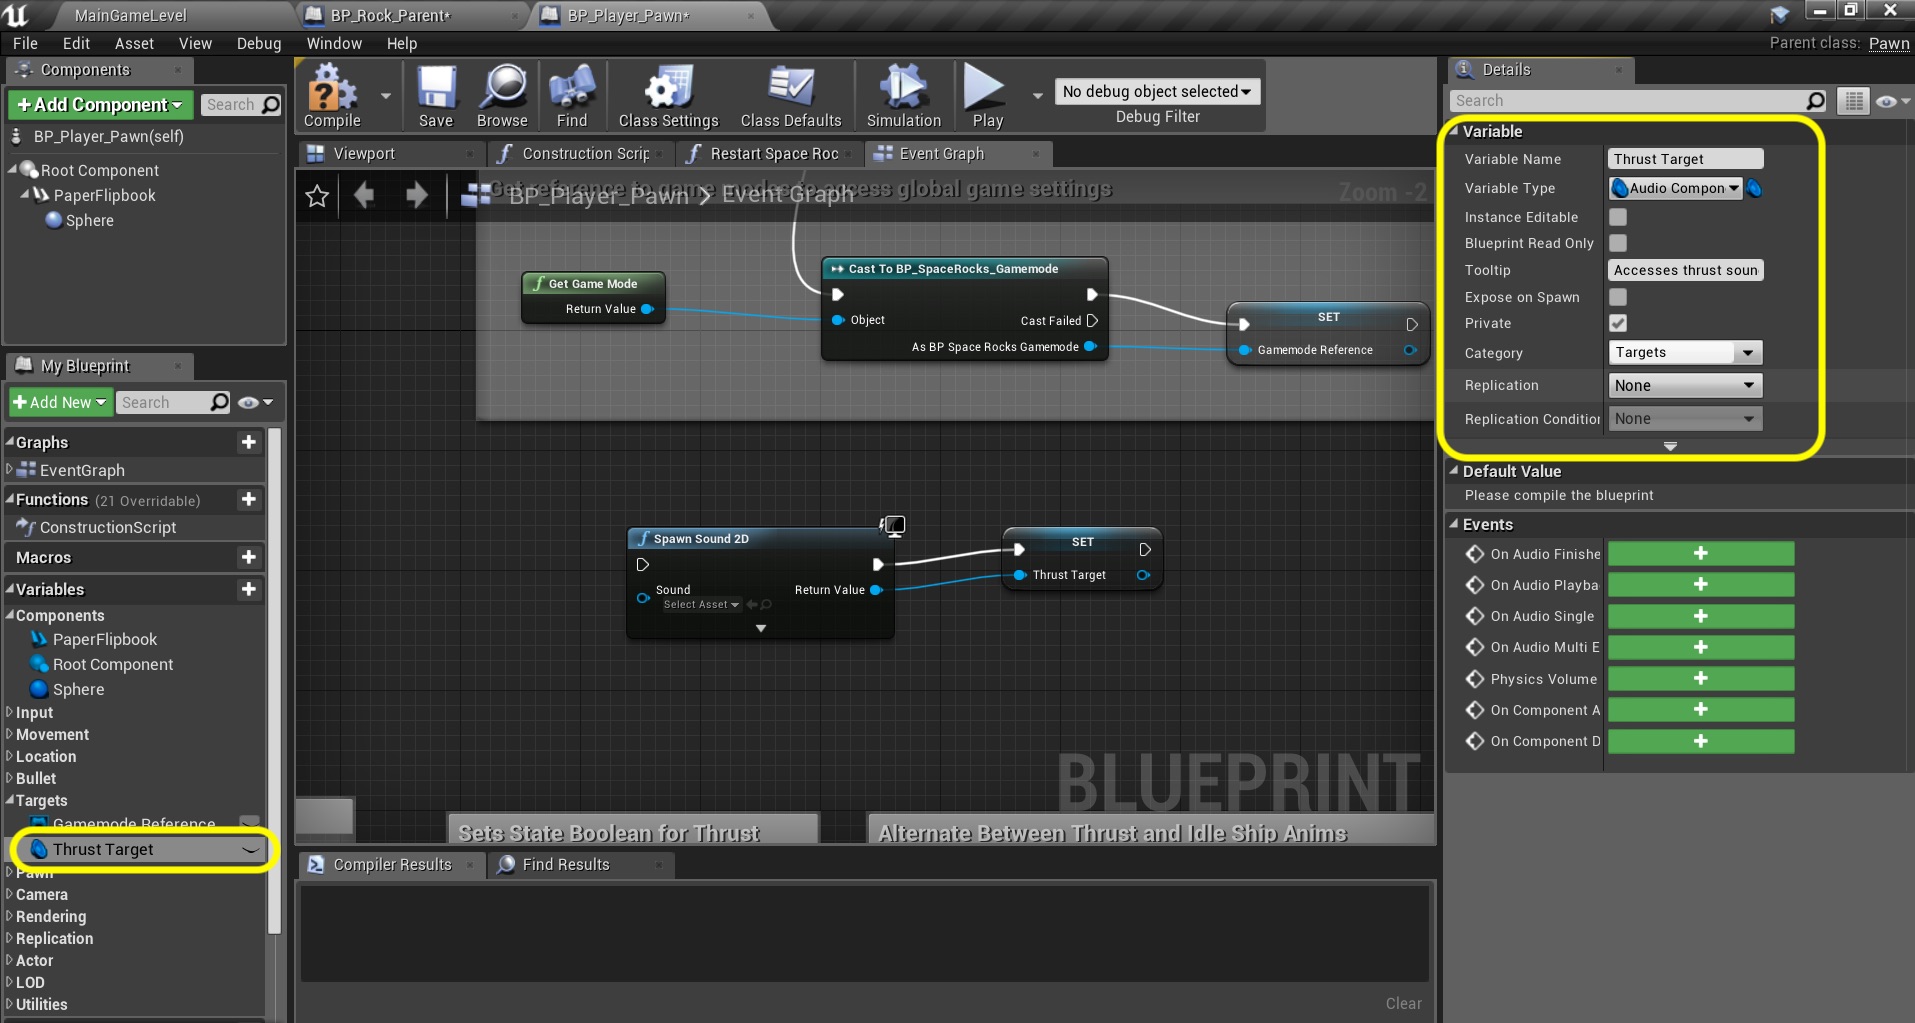 MainGameLevel
BP_Rock_Parent*
BP_Player_Pawn*
File Edit Asset View Debug Window Help
Parent class: Pawn
Components
+Add Component
Search
BP_Player_Pawn(self)
Root Component
PaperFlipbook
Sphere
My Blueprint
+Add New
Search
Graphs
EventGraph
Functions (21 Overridable)
ConstructionScript
Macros
Variables
Components
PaperFlipbook
Root Component
Sphere
Input
Movement
Location
Bullet
Targets
Gamemode Reference
Thrust Target
Pawn
Camera
Rendering
Replication
Actor
LOD
Utilities
Compile
Save
Browse
Find
Class Settings
Class Defaults
Simulation
Play
No debug object selected
Debug Filter
Viewport
Construction Scrip
Restart Space Roc
Event Graph
Get reference to game modes to access global game settings
BP_Player_Pawn > Event Graph
Zoom -2
Get Game Mode
Return Value
Cast To BP_SpaceRocks_Gamemode
Object
Cast Failed
As BP Space Rocks Gamemode
SET
Gamemode Reference
Spawn Sound 2D
Sound
Select Asset
Return Value
SET
Thrust Target
BLUEPRINT
Sets State Boolean for Thrust
Alternate Between Thrust and Idle Ship Anims
Compiler Results
Find Results
Clear
Details
Search
Variable
Variable Name Thrust Target
Variable Type Audio Compon
Instance Editable
Blueprint Read Only
Tooltip Accesses thrust soun
Expose on Spawn
Private
Category Targets
Replication None
Replication Conditior None
Default Value
Please compile the blueprint
Events
On Audio Finishe
On Audio Playba
On Audio Single
On Audio Multi E
Physics Volume
On Component A
On Component D